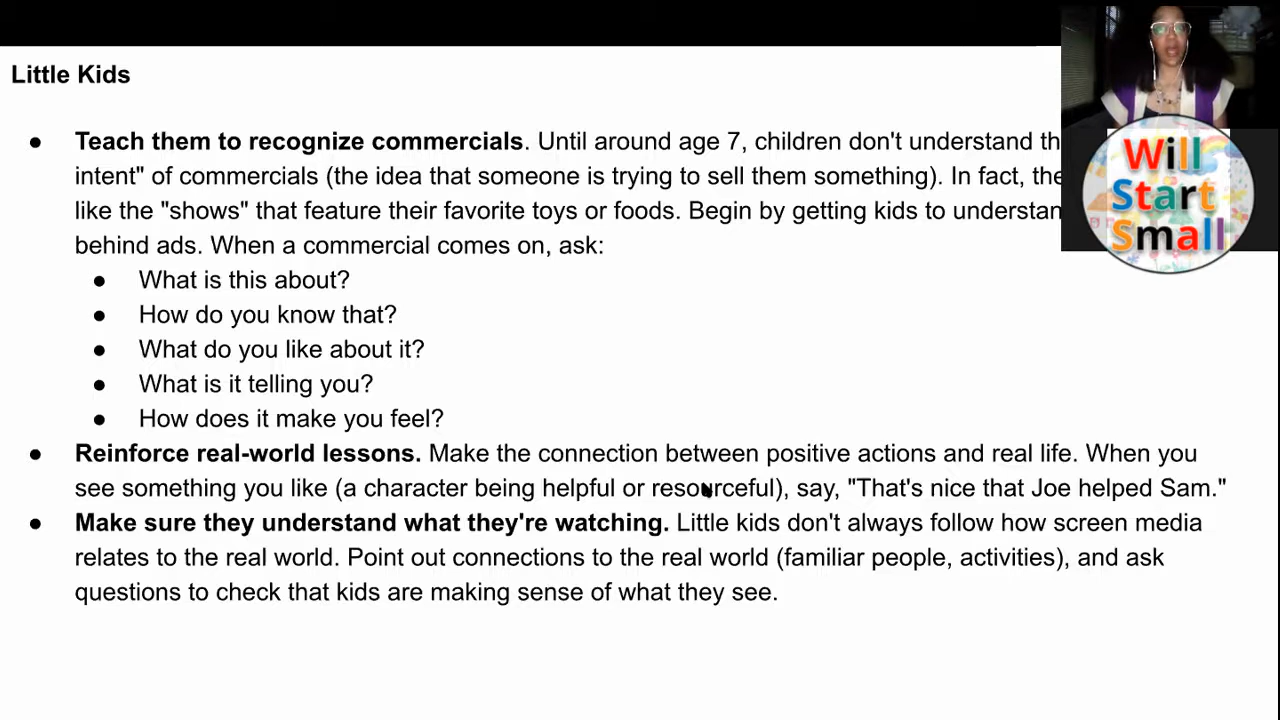 Little Kids
● Teach them to recognize commercials. Until around age 7, children don't understand th
intent" of commercials (the idea that someone is trying to sell them something). In fact, the
like the "shows" that feature their favorite toys or foods. Begin by getting kids to understan
behind ads. When a commercial comes on, ask:
● What is this about?
● How do you know that?
● What do you like about it?
● What is it telling you?
● How does it make you feel?
● Reinforce real-world lessons. Make the connection between positive actions and real life. When you
see something you like (a character being helpful or resourceful), say, "That's nice that Joe helped Sam."
● Make sure they understand what they're watching. Little kids don't always follow how screen media
relates to the real world. Point out connections to the real world (familiar people, activities), and ask
questions to check that kids are making sense of what they see.
Will
Start
Small